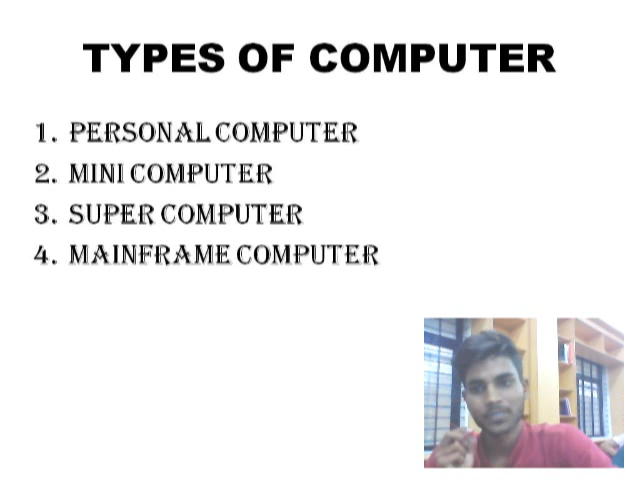 TYPES OF COMPUTER
1. PERSONAL COMPUTER
2. MINI COMPUTER
3. SUPER COMPUTER
4. MAINFRAME COMPUTER